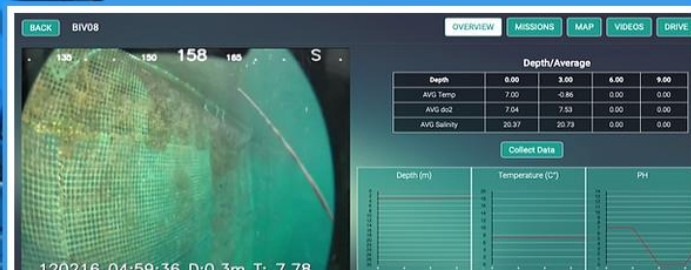 BACK BIV08 OVERVIEW MISSIONS MAP VIDEOS DRIVE
135 150 158 165 S
Depth/Average
Depth 0.00 3.00 6.00 9.00
AVG Temp 7.00 -0.86 0.00 0.00
AVG do2 7.04 7.53 0.00 0.00
AVG Salinity 20.37 20.73 0.00 0.00
Collect Data
Depth (m) Temperature (C°) PH
120216 04:59:36 D:0.3m T: 7.78